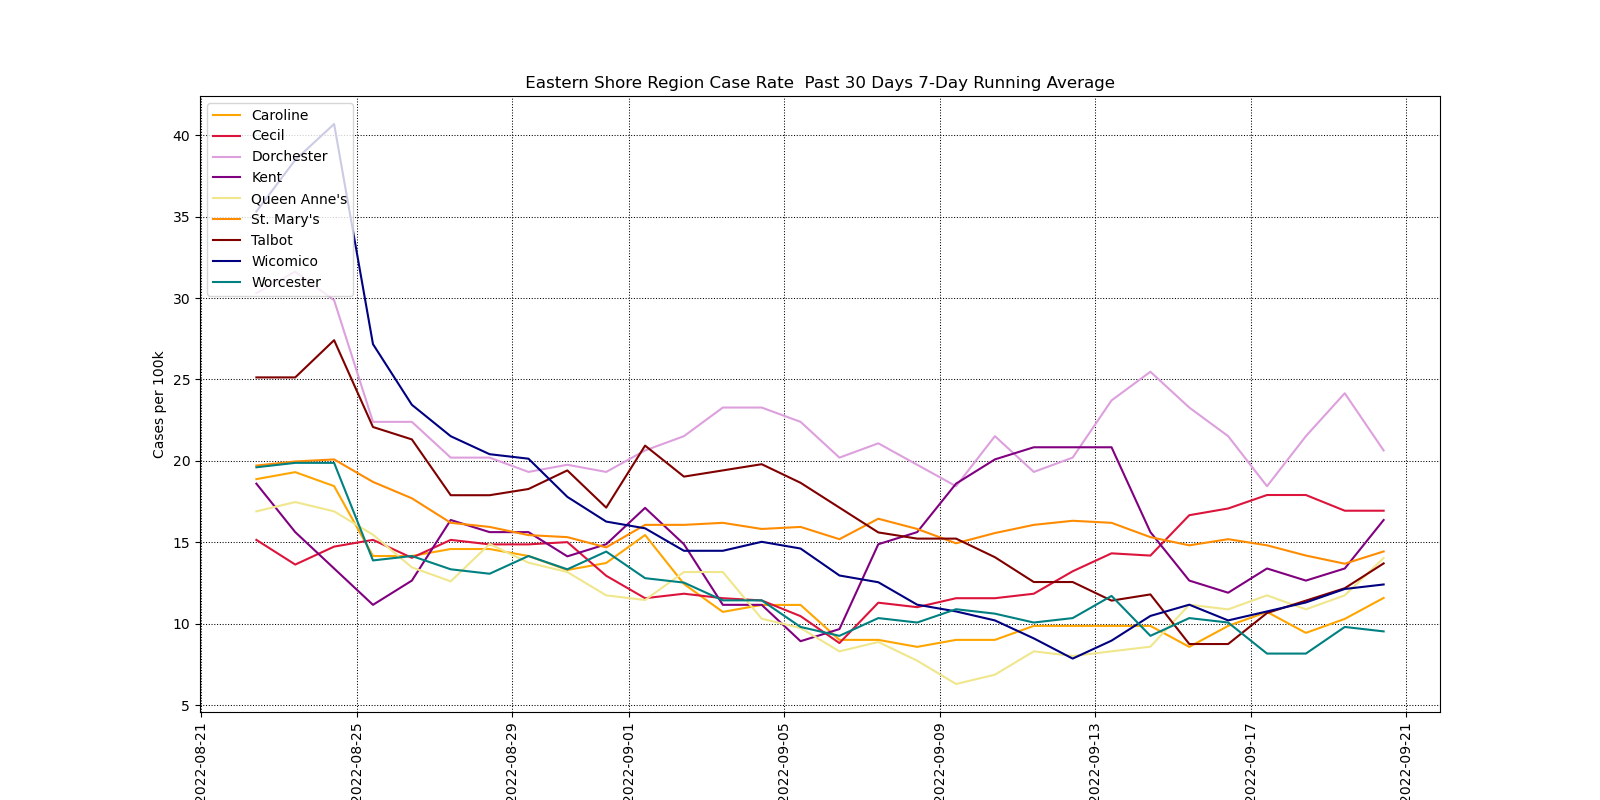 Eastern Shore Region Case Rate  Past 30 Days 7-Day Running Average
Cases per 100k
40
35
30
25
20
15
10
5
Caroline
Cecil
Dorchester
Kent
Queen Anne's
St. Mary's
Talbot
Wicomico
Worcester
2022-08-21
2022-08-25
2022-08-29
2022-09-01
2022-09-05
2022-09-09
2022-09-13
2022-09-17
2022-09-21